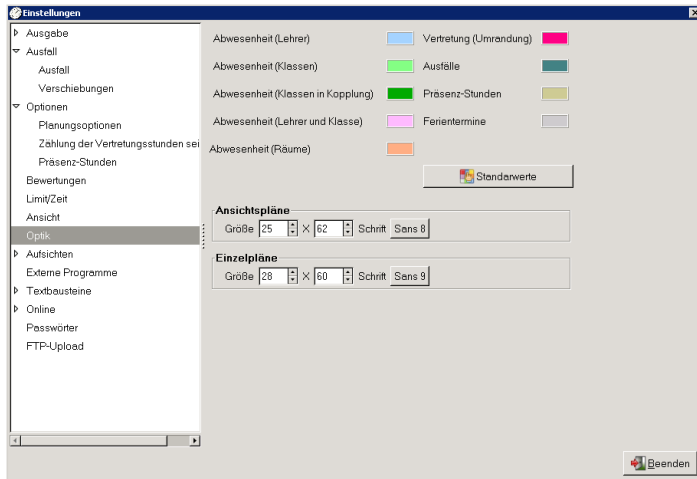 Einstellungen
Ausgabe
Ausfall
Ausfall
Verschiebungen
Optionen
Planungsoptionen
Zählung der Vertretungsstunden sei
Präsenz-Stunden
Bewertungen
Limit/Zeit
Ansicht
Optik
Aufsichten
Externe Programme
Textbausteine
Online
Passwörter
FTP-Upload
Abwesenheit (Lehrer)
Vertretung (Umrandung)
Abwesenheit (Klassen)
Ausfälle
Abwesenheit (Klassen in Kopplung)
Präsenz-Stunden
Abwesenheit (Lehrer und Klasse)
Ferientermine
Abwesenheit (Räume)
Standarwerte
Ansichtspläne
Größe 25 X 62 Schrift Sans 8
Einzelpläne
Größe 28 X 60 Schrift Sans 9
Beenden